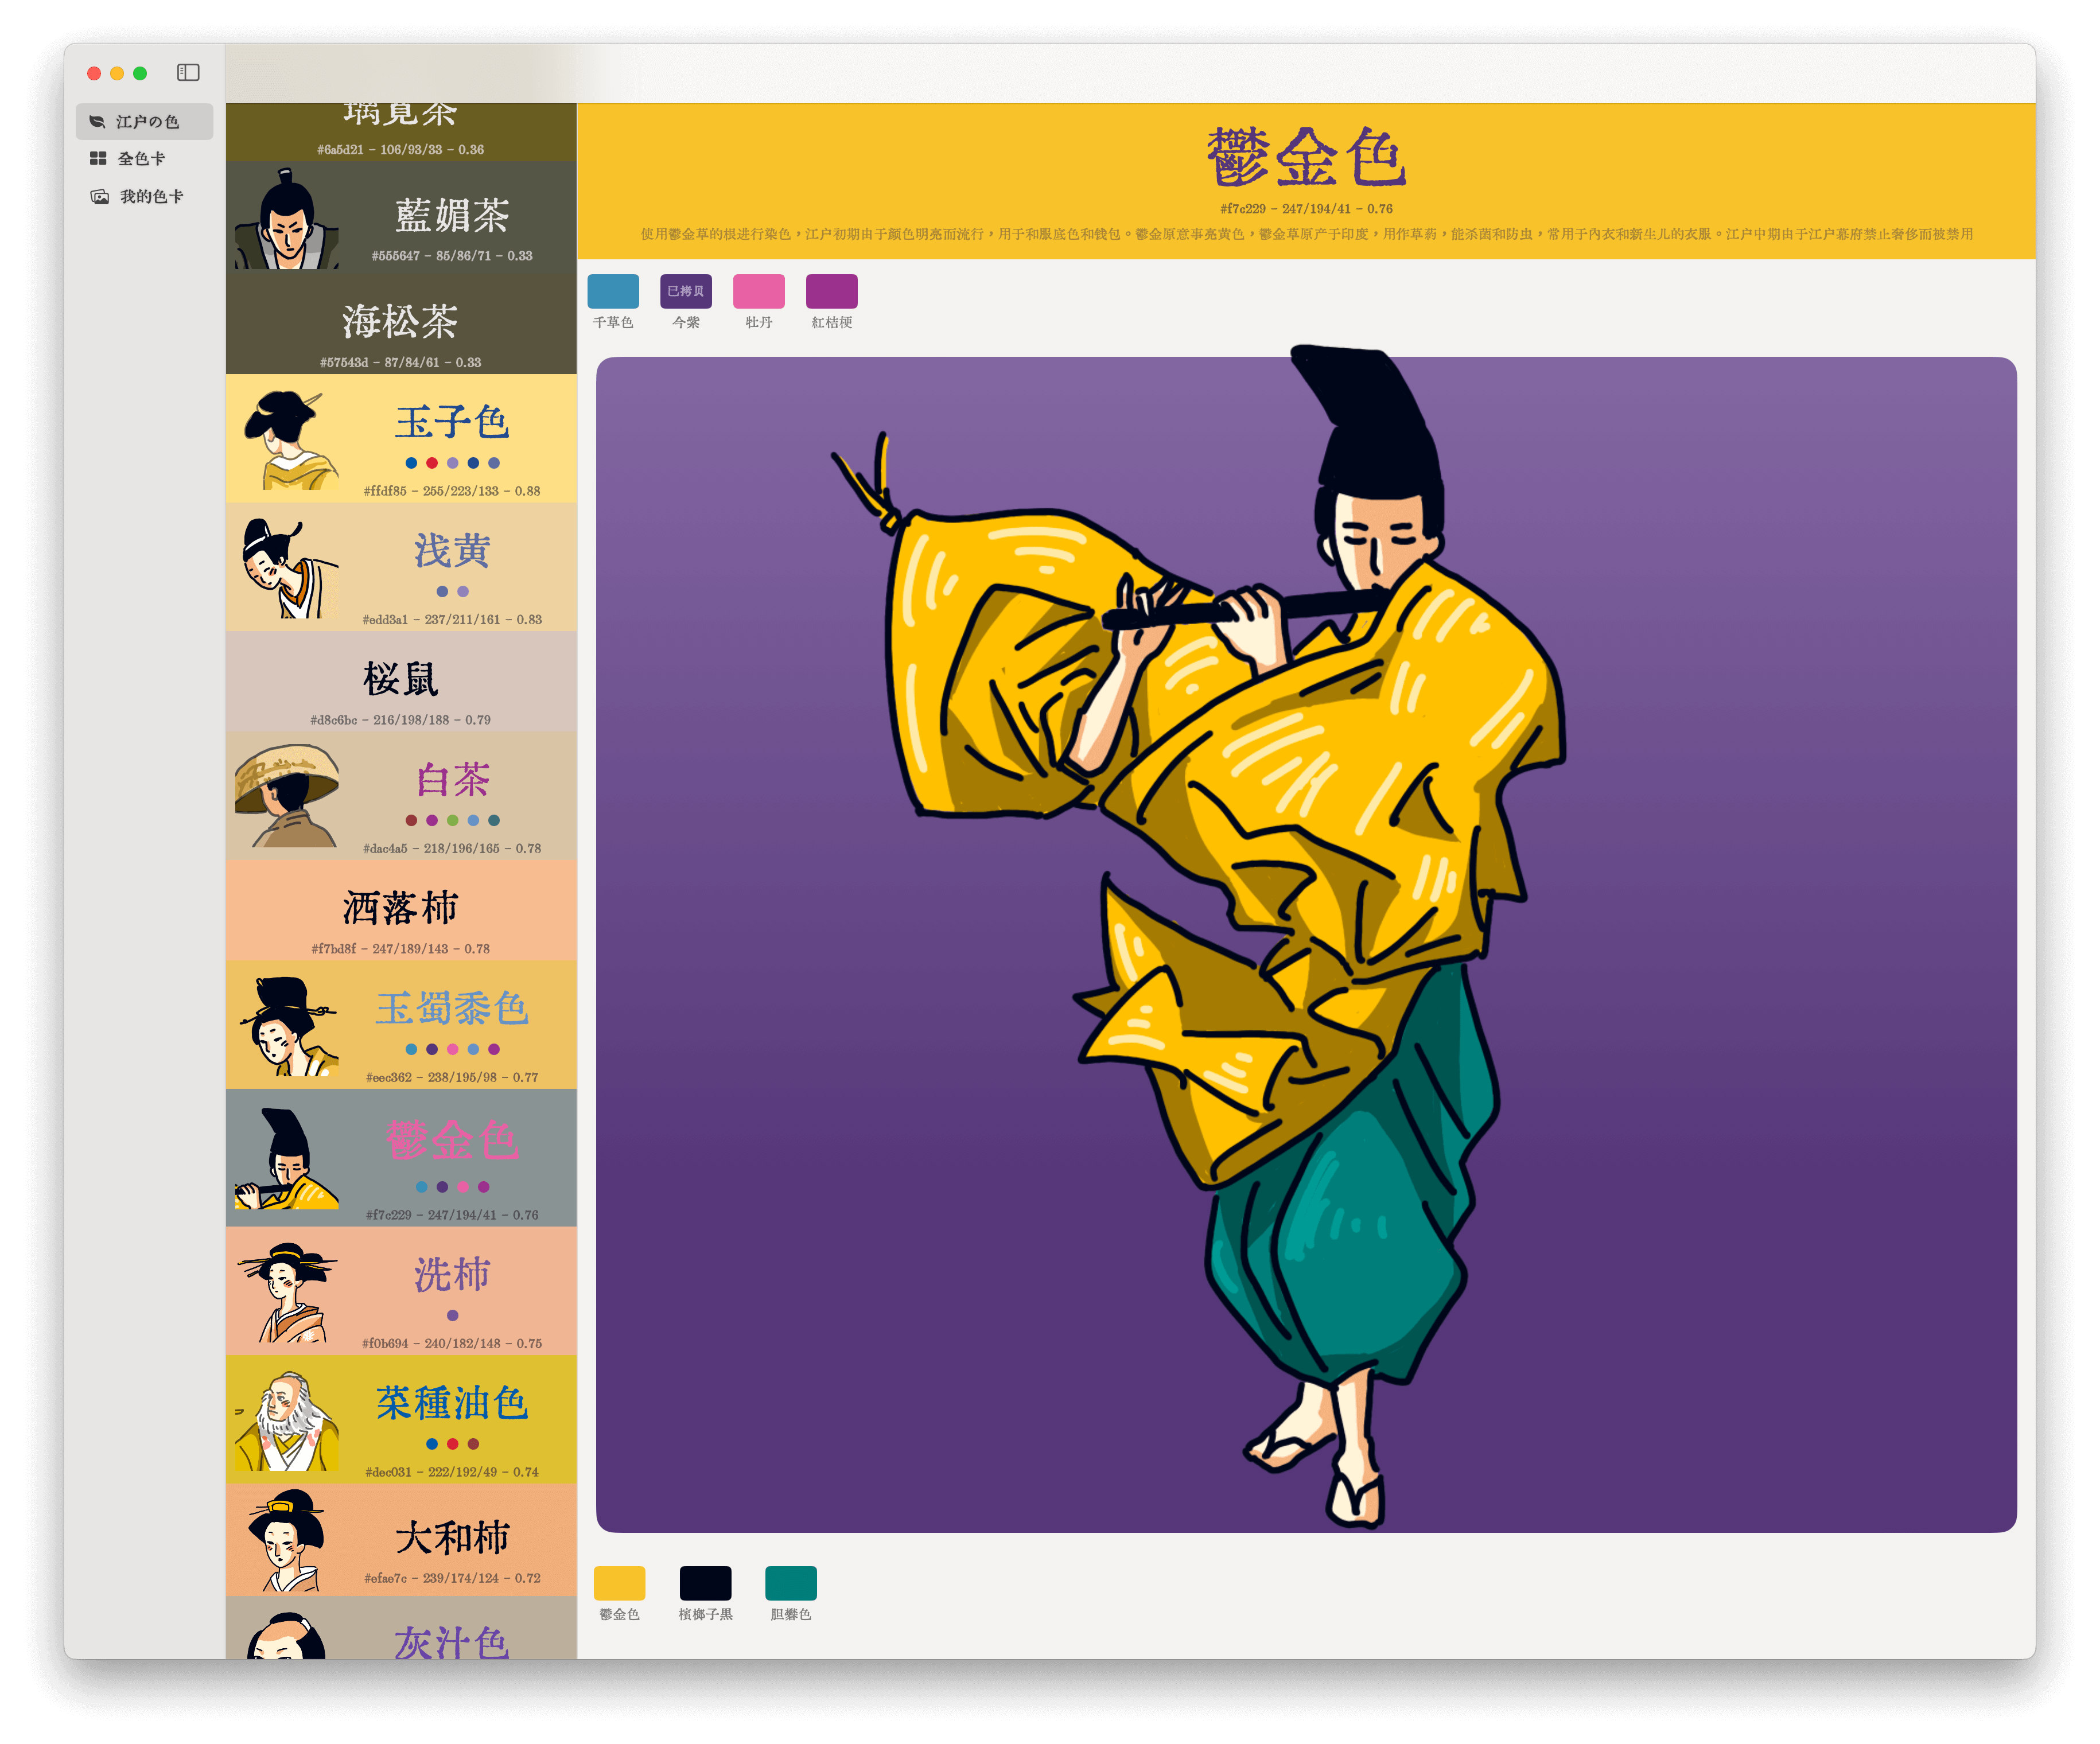 江户の色
全色卡
我的色卡
璃寛茶
#6a5d21 - 106/93/33 - 0.36
藍媚茶
#555647 - 85/86/71 - 0.33
海松茶
#57543d - 87/84/61 - 0.33
玉子色
#ffdf85 - 255/223/133 - 0.88
浅黄
#edd3a1 - 237/211/161 - 0.83
桜鼠
#d8c6bc - 216/198/188 - 0.79
白茶
#dac4a5 - 218/196/165 - 0.78
洒落柿
#f7bd8f - 247/189/143 - 0.78
玉蜀黍色
#eec362 - 238/195/98 - 0.77
鬱金色
#f7c229 - 247/194/41 - 0.76
洗柿
#f0b694 - 240/182/148 - 0.75
菜種油色
#dec031 - 222/192/49 - 0.74
大和柿
#efae7c - 239/174/124 - 0.72
灰汁色
鬱金色
#f7c229 - 247/194/41 - 0.76
使用鬱金草的根进行染色，江户初期由于颜色明亮而流行，用于和服底色和钱包。鬱金原意事亮黄色，鬱金草原产于印度，用作草药，能杀菌和防虫，常用于内衣和新生儿的衣服。江户中期由于江户幕府禁止奢侈而被禁用
已拷贝
千草色 今紫 牡丹 紅桔梗
鬱金色 檳榔子黒 胆礬色